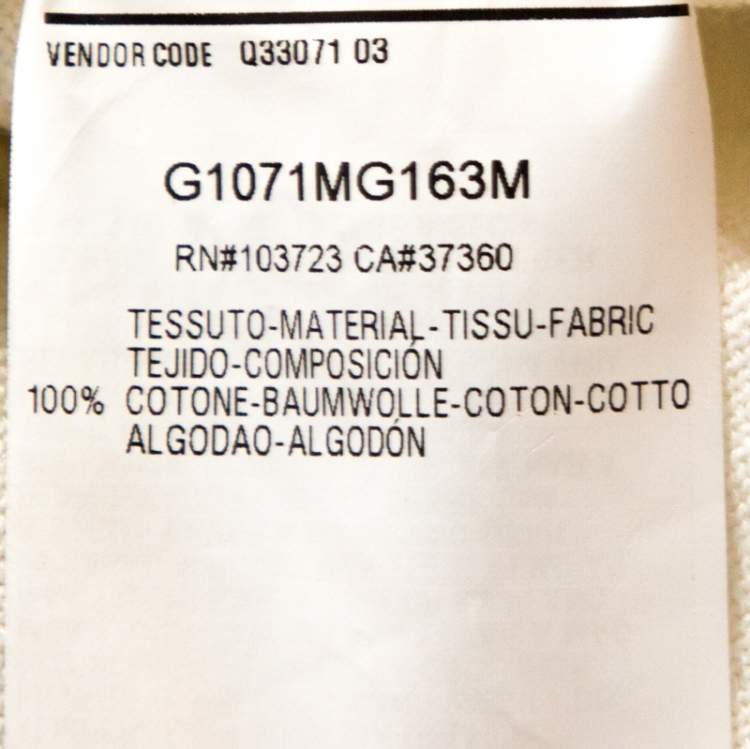 VENDOR CODE Q33071 03
G1071MG163M
RN#103723 CA#37360
TESSUTO-MATERIAL-TISSU-FABRIC
TEJIDO-COMPOSICIÓN
100% COTONE-BAUMWOLLE-COTON-COTTO
ALGODAO-ALGODÓN